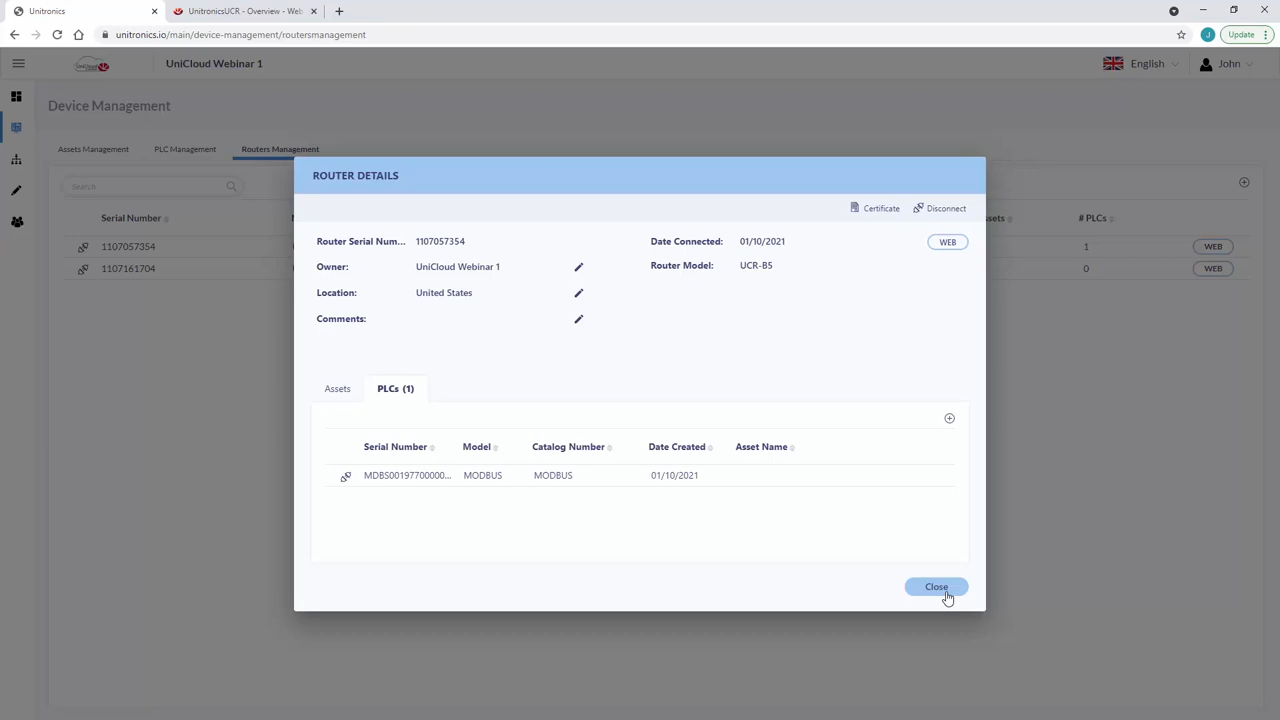 Unitronics
UnitronicsUCR - Overview - Web
unitronics.io/main/device-management/routersmanagement
J
Update
UniCloud Webinar 1
English
John
Device Management
Assets Management
PLC Management
Routers Management
Search
Serial Number
# PLCs
1107057354
1
WEB
1107161704
0
WEB
ROUTER DETAILS
Certificate
Disconnect
Router Serial Num... 1107057354
Date Connected: 01/10/2021
WEB
Owner: UniCloud Webinar 1
Router Model: UCR-B5
Location: United States
Comments:
Assets
PLCs (1)
Serial Number Model Catalog Number Date Created Asset Name
MDBS00197700000... MODBUS MODBUS 01/10/2021
Close